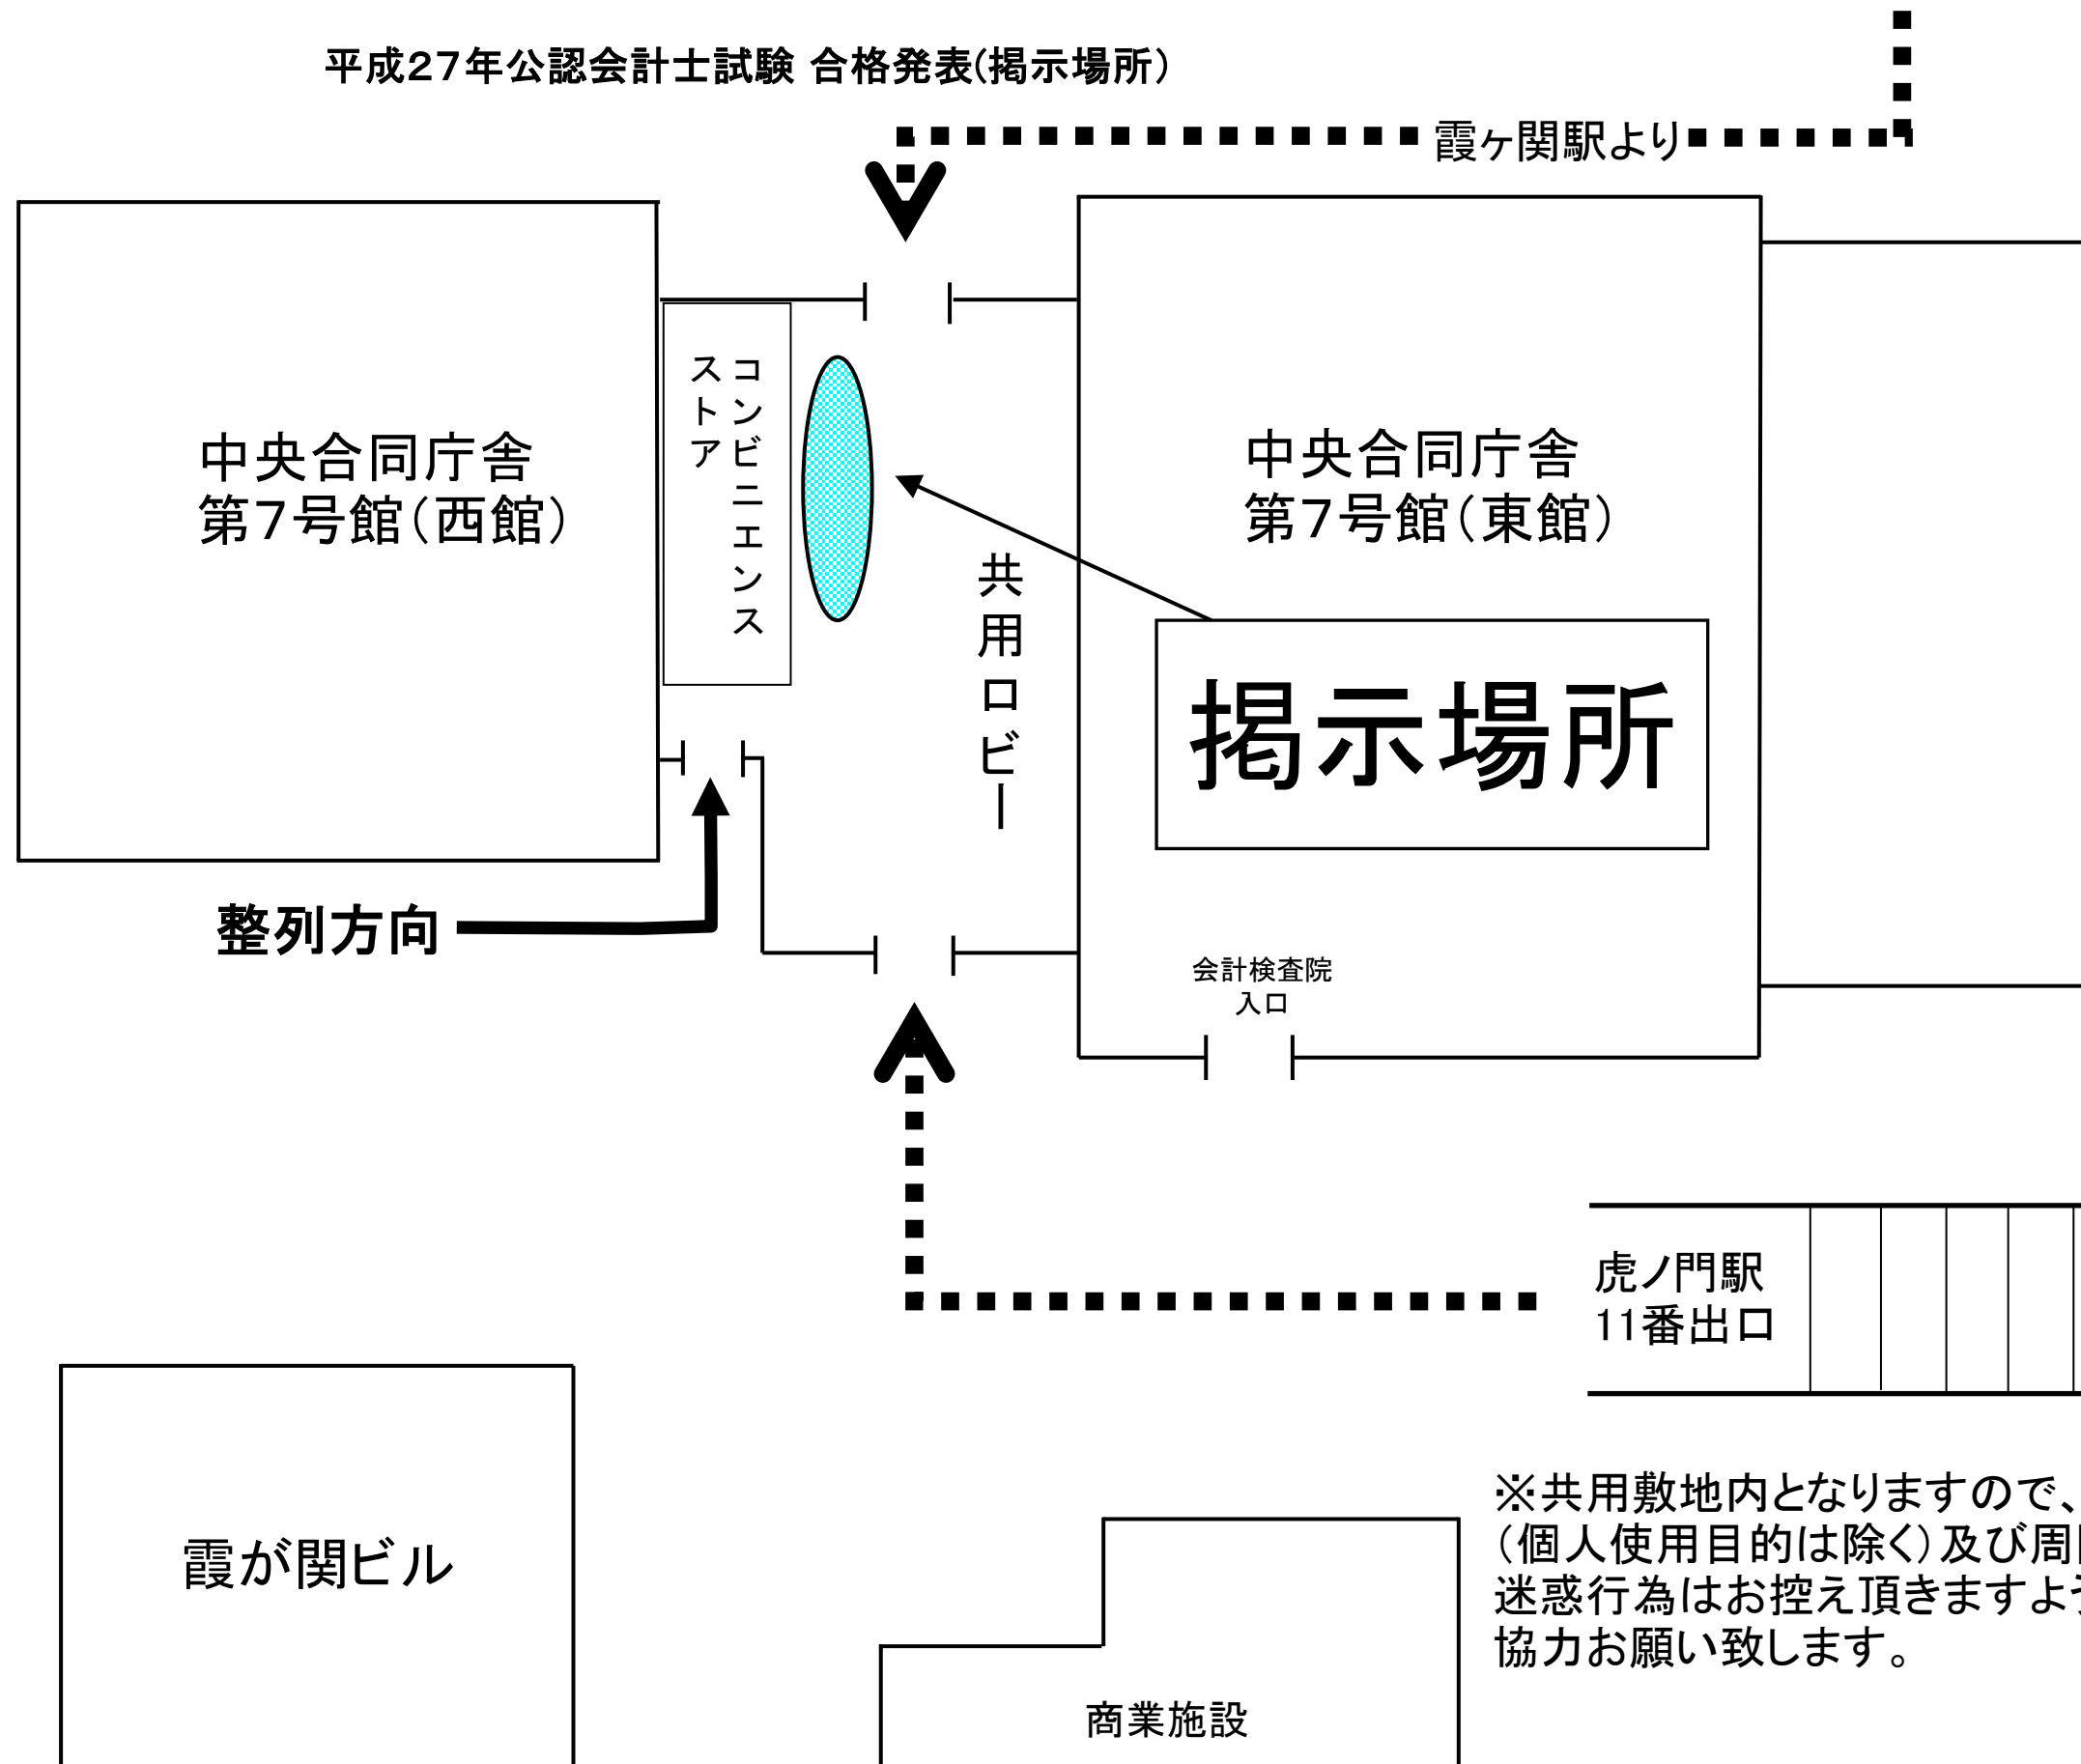 平成27年公認会計士試験 合格発表(掲示場所)
霞ヶ関駅より
中央合同庁舎
第7号館(西館)
コンビニエンス
ストア
共用ロビー
中央合同庁舎
第7号館(東館)
掲示場所
整列方向
会計検査院
入口
虎ノ門駅
11番出口
※共用敷地内となりますので、
(個人使用目的は除く)及び周
迷惑行為はお控え頂きますよう
協力お願い致します。
霞が関ビル
商業施設